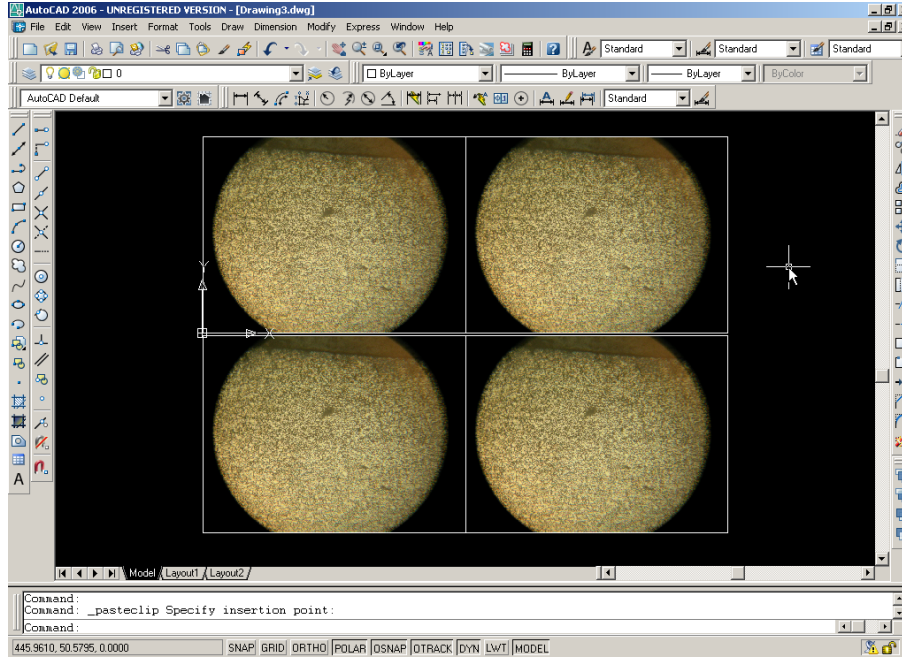 AutoCAD 2006 - UNREGISTERED VERSION - [Drawing3.dwg]
File Edit View Insert Format Tools Draw Dimension Modify Express Window Help
Standard Standard Standard
0 ByLayer ByLayer ByLayer ByColor
AutoCAD Default Standard
A
Y
X
Model Layout1 Layout2
Command:
Command: _pasteclip Specify insertion point:
Command:
445.9610, 50.5795, 0.0000 SNAP GRID ORTHO POLAR OSNAP OTRACK DYN LWT MODEL